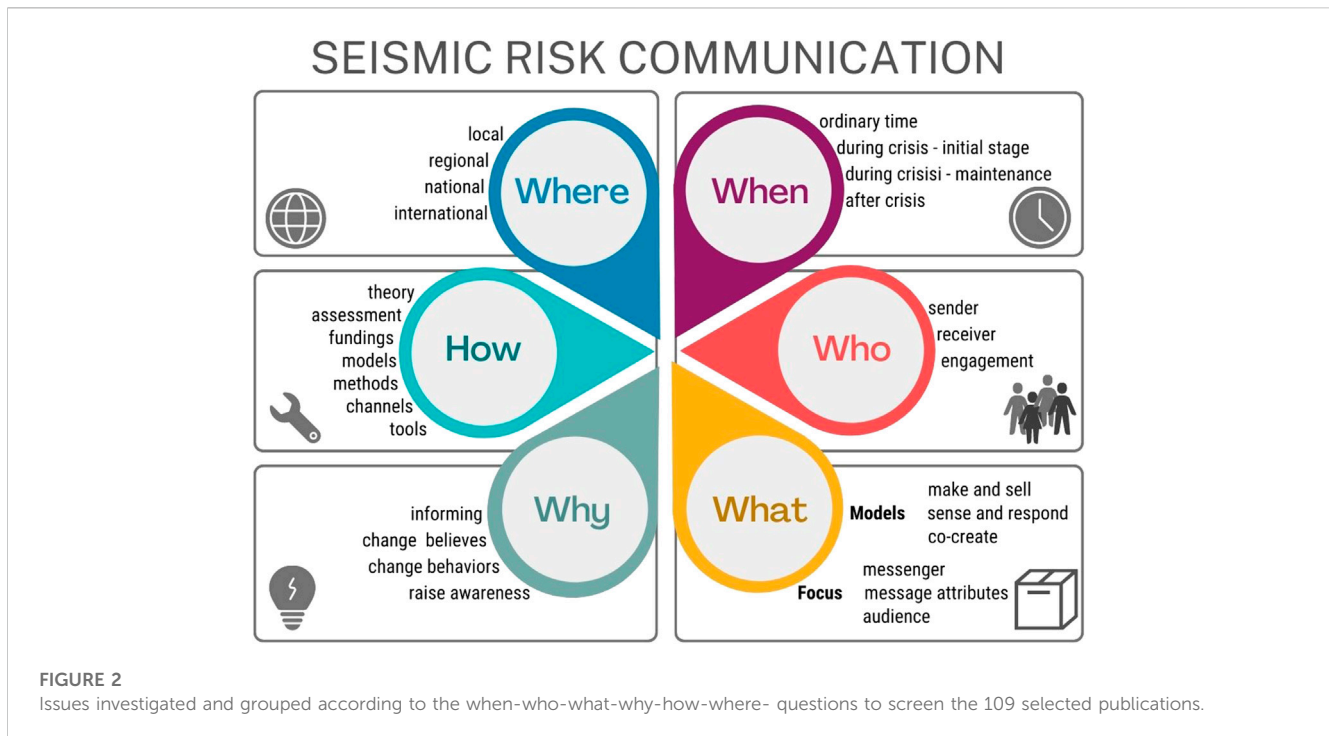 SEISMIC RISK COMMUNICATION
Where
local
regional
national
international
When
ordinary time
during crisis - initial stage
during crisisi - maintenance
after crisis
How
theory
assessment
fundings
models
methods
channels
tools
Who
sender
receiver
engagement
Why
informing
change believes
change behaviors
raise awareness
What
Models
make and sell
sense and respond
co-create
Focus
messenger
message attributes
audience
FIGURE 2
Issues investigated and grouped according to the when-who-what-why-how-where- questions to screen the 109 selected publications.